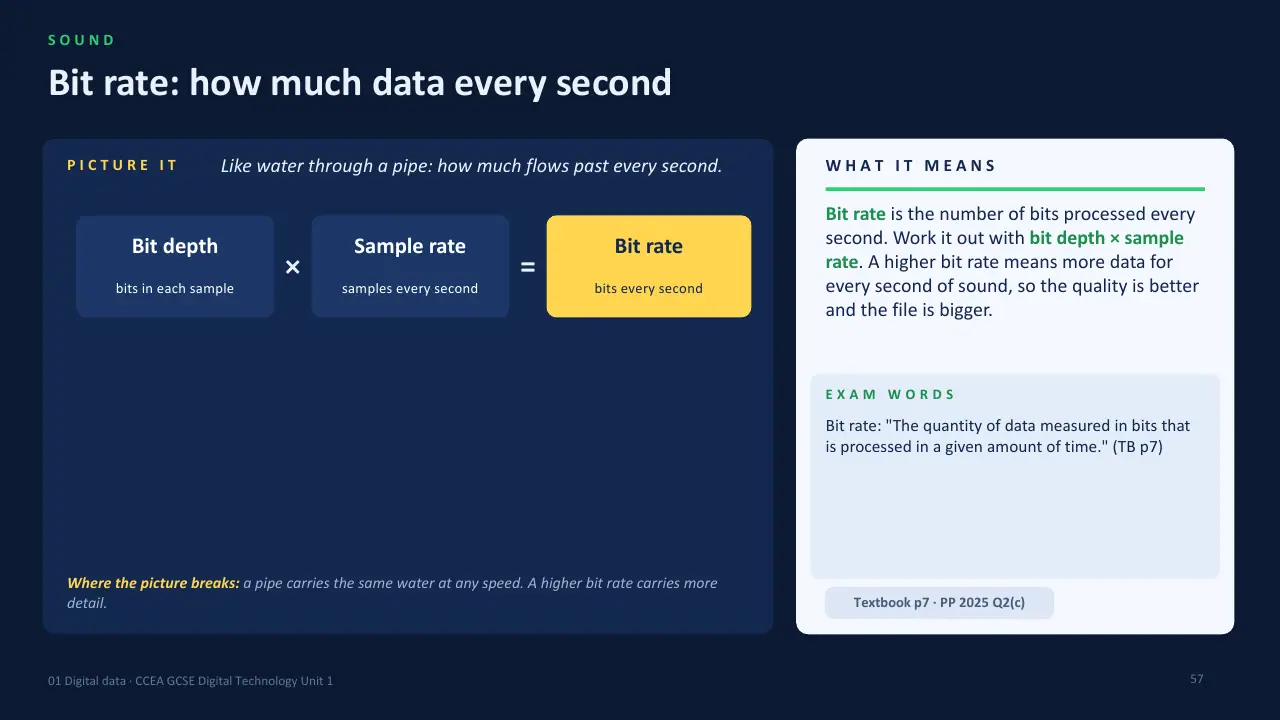 SOUND
Bit rate: how much data every second
PICTURE IT
Like water through a pipe: how much flows past every second.
Bit depth
bits in each sample
×
Sample rate
samples every second
=
Bit rate
bits every second
Where the picture breaks: a pipe carries the same water at any speed. A higher bit rate carries more
detail.
WHAT IT MEANS
Bit rate is the number of bits processed every
second. Work it out with bit depth × sample
rate. A higher bit rate means more data for
every second of sound, so the quality is better
and the file is bigger.
EXAM WORDS
Bit rate: "The quantity of data measured in bits that
is processed in a given amount of time." (TB p7)
Textbook p7 · PP 2025 Q2(c)
01 Digital data · CCEA GCSE Digital Technology Unit 1
57